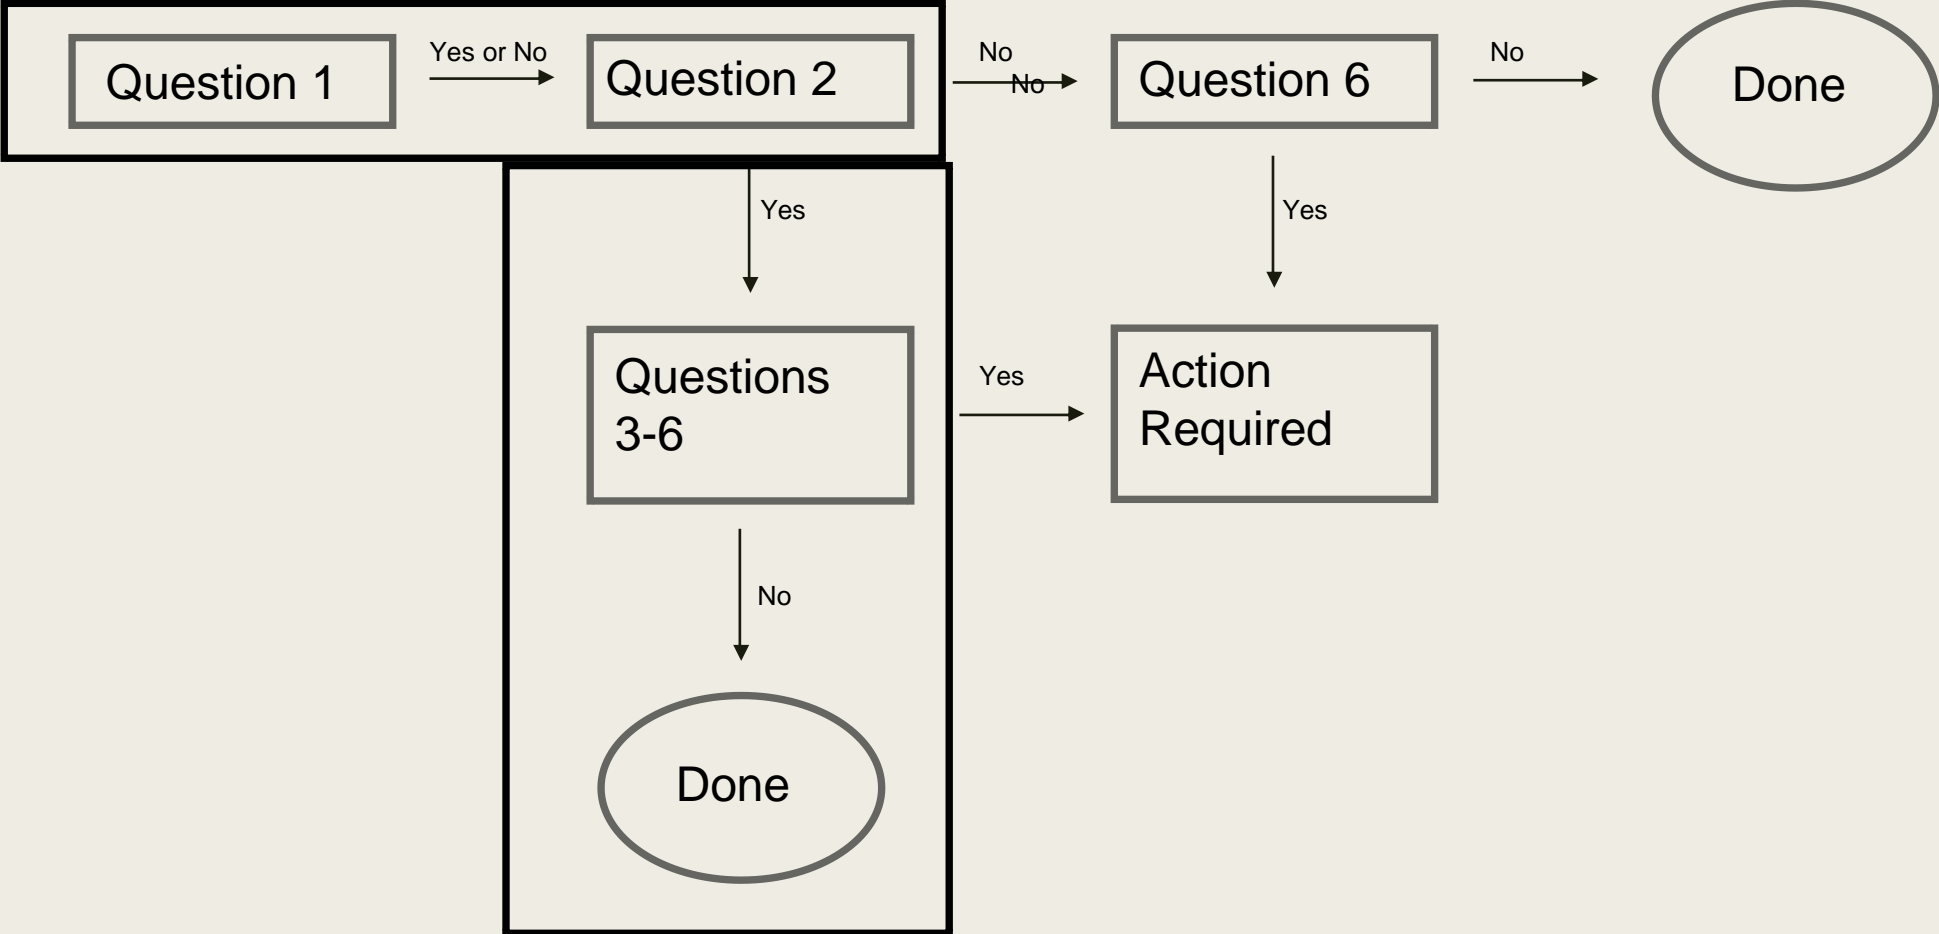 Question 1
Yes or No
Question 2
No
No
Question 6
No
Done
Yes
Yes
Questions
3-6
Yes
Action
Required
No
Done